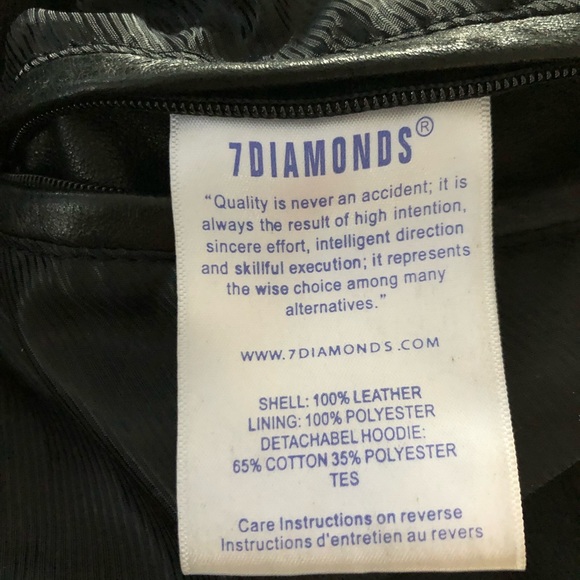 7DIAMONDS®
“Quality is never an accident; it is
always the result of high intention,
sincere effort, intelligent direction
and skillful execution; it represents
the wise choice among many
alternatives.”
WWW.7DIAMONDS.COM
SHELL: 100% LEATHER
LINING: 100% POLYESTER
DETACHABEL HOODIE:
65% COTTON 35% POLYESTER
TES
Care Instructions on reverse
Instructions d'entretien au revers